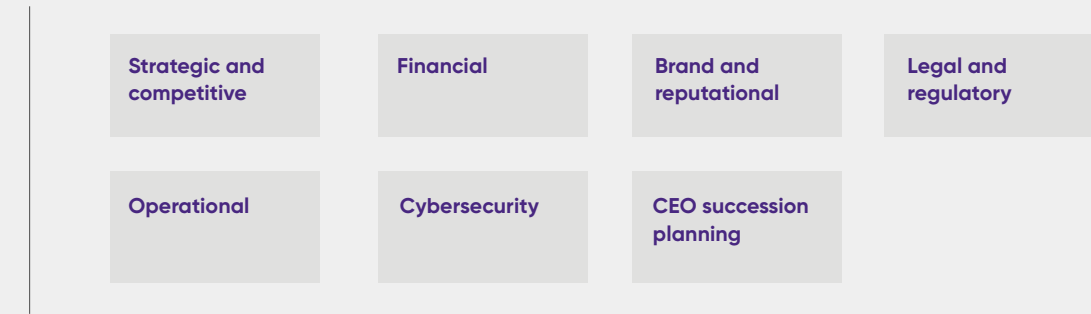 Strategic and
competitive
Financial
Brand and
reputational
Legal and
regulatory
Operational
Cybersecurity
CEO succession
planning